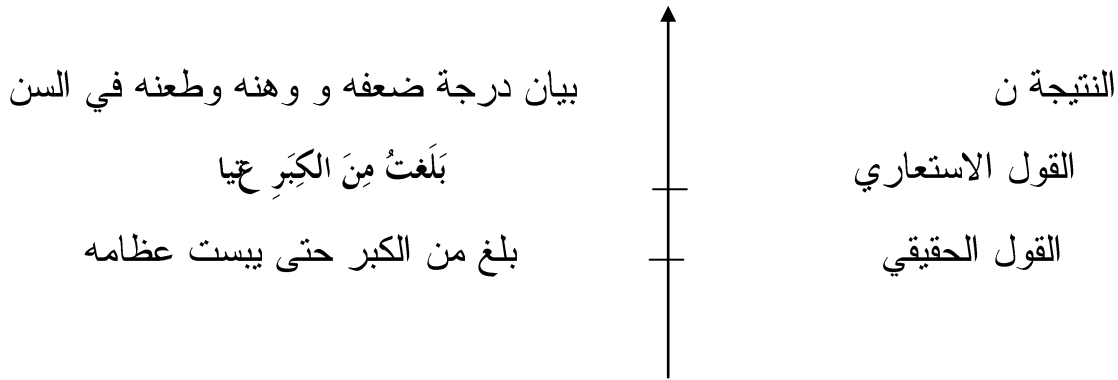 النتيجة ن بيان درجة ضعفه و وهنه وطعنه في السن
القول الاستعاري بَلَغتُ مِنَ الكِبَرِ عتيا
القول الحقيقي بلغ من الكبر حتى يبست عظامه